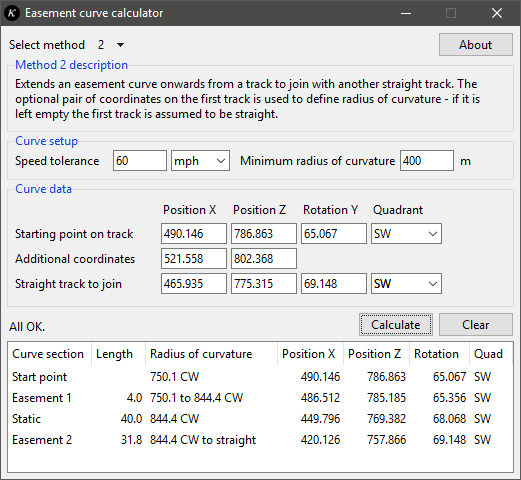 K Easement curve calculator
Select method 2 About
Method 2 description
Extends an easement curve onwards from a track to join with another straight track. The
optional pair of coordinates on the first track is used to define radius of curvature - if it is
left empty the first track is assumed to be straight.
Curve setup
Speed tolerance 60 mph Minimum radius of curvature 400 m
Curve data
Position X Position Z Rotation Y Quadrant
Starting point on track 490.146 786.863 65.067 SW
Additional coordinates 521.558 802.368
Straight track to join 465.935 775.315 69.148 SW
All OK. Calculate Clear
Curve section Length Radius of curvature Position X Position Z Rotation Quad
Start point 750.1 CW 490.146 786.863 65.067 SW
Easement 1 4.0 750.1 to 844.4 CW 486.512 785.185 65.356 SW
Static 40.0 844.4 CW 449.796 769.382 68.068 SW
Easement 2 31.8 844.4 CW to straight 420.126 757.866 69.148 SW